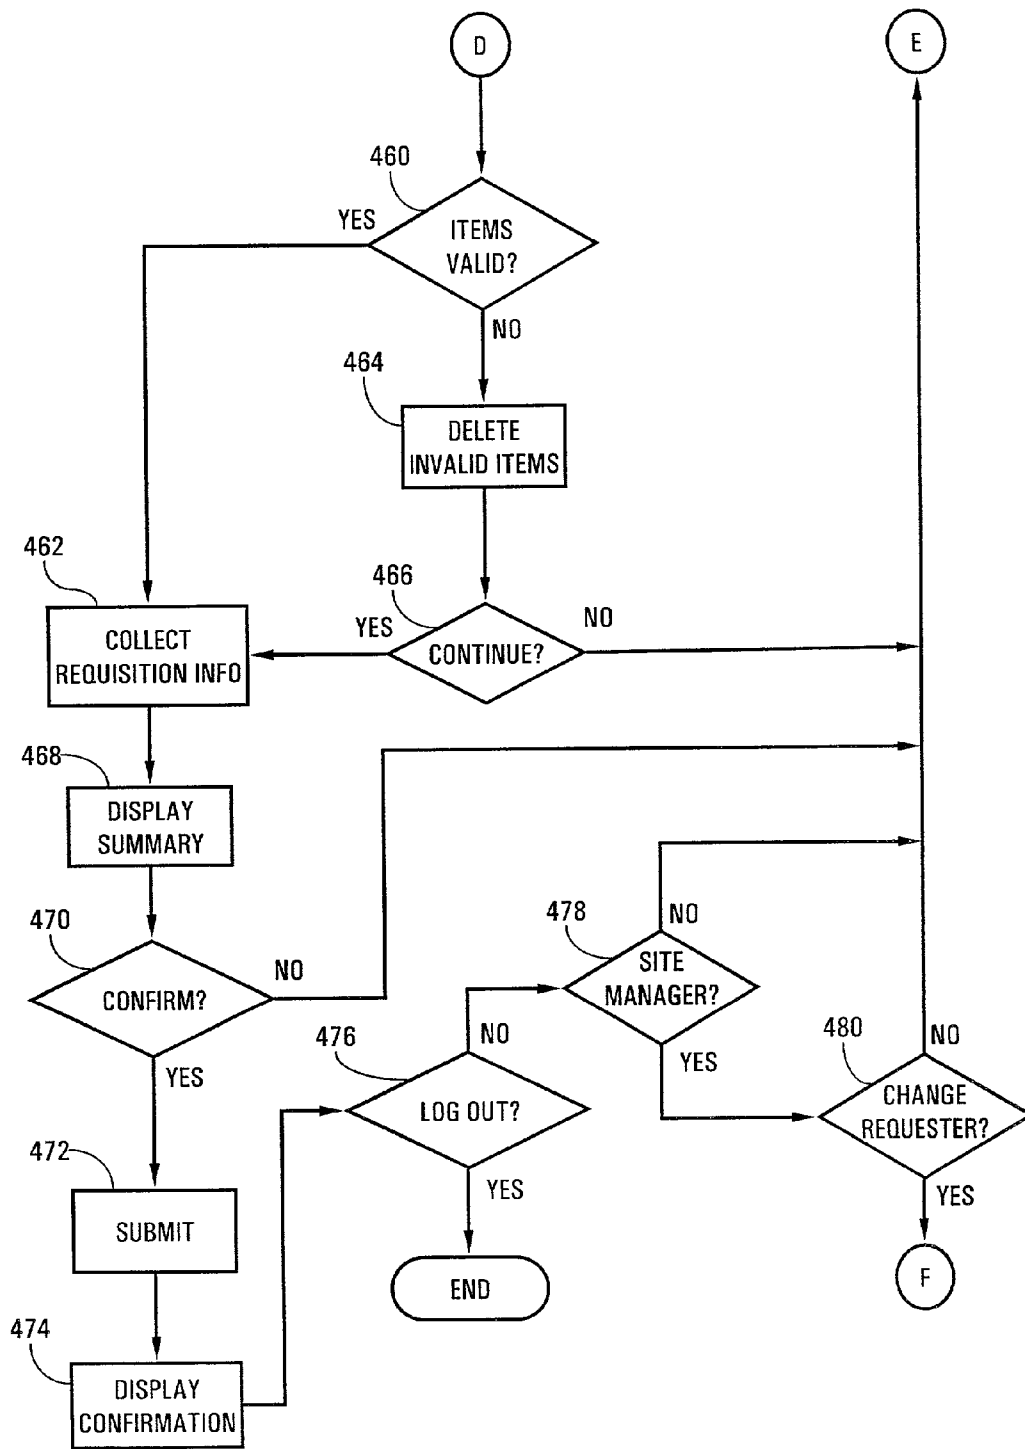 D
E
460
YES
ITEMS
VALID?
NO
464
DELETE
INVALID ITEMS
462
466
COLLECT
REQUISITION INFO
YES
CONTINUE?
NO
468
DISPLAY
SUMMARY
470
CONFIRM?
NO
YES
478
NO
SITE
MANAGER?
YES
476
NO
LOG OUT?
YES
480
NO
CHANGE
REQUESTER?
YES
472
SUBMIT
END
F
474
DISPLAY
CONFIRMATION